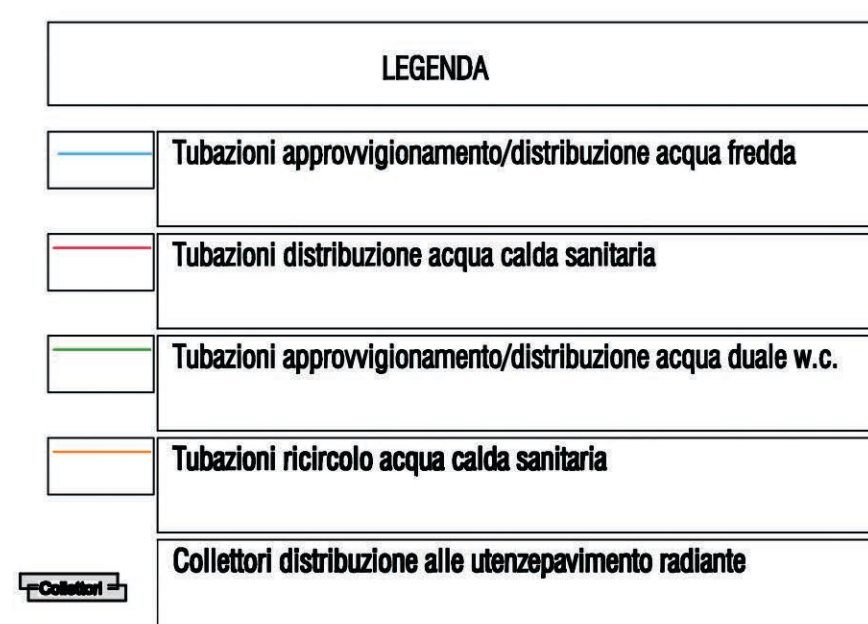 LEGENDA
Tubazioni approvvigionamento/distribuzione acqua fredda
Tubazioni distribuzione acqua calda sanitaria
Tubazioni approvvigionamento/distribuzione acqua duale w.c.
Tubazioni ricircolo acqua calda sanitaria
Collettori distribuzione alle utenzepavimento radiante
Collettori